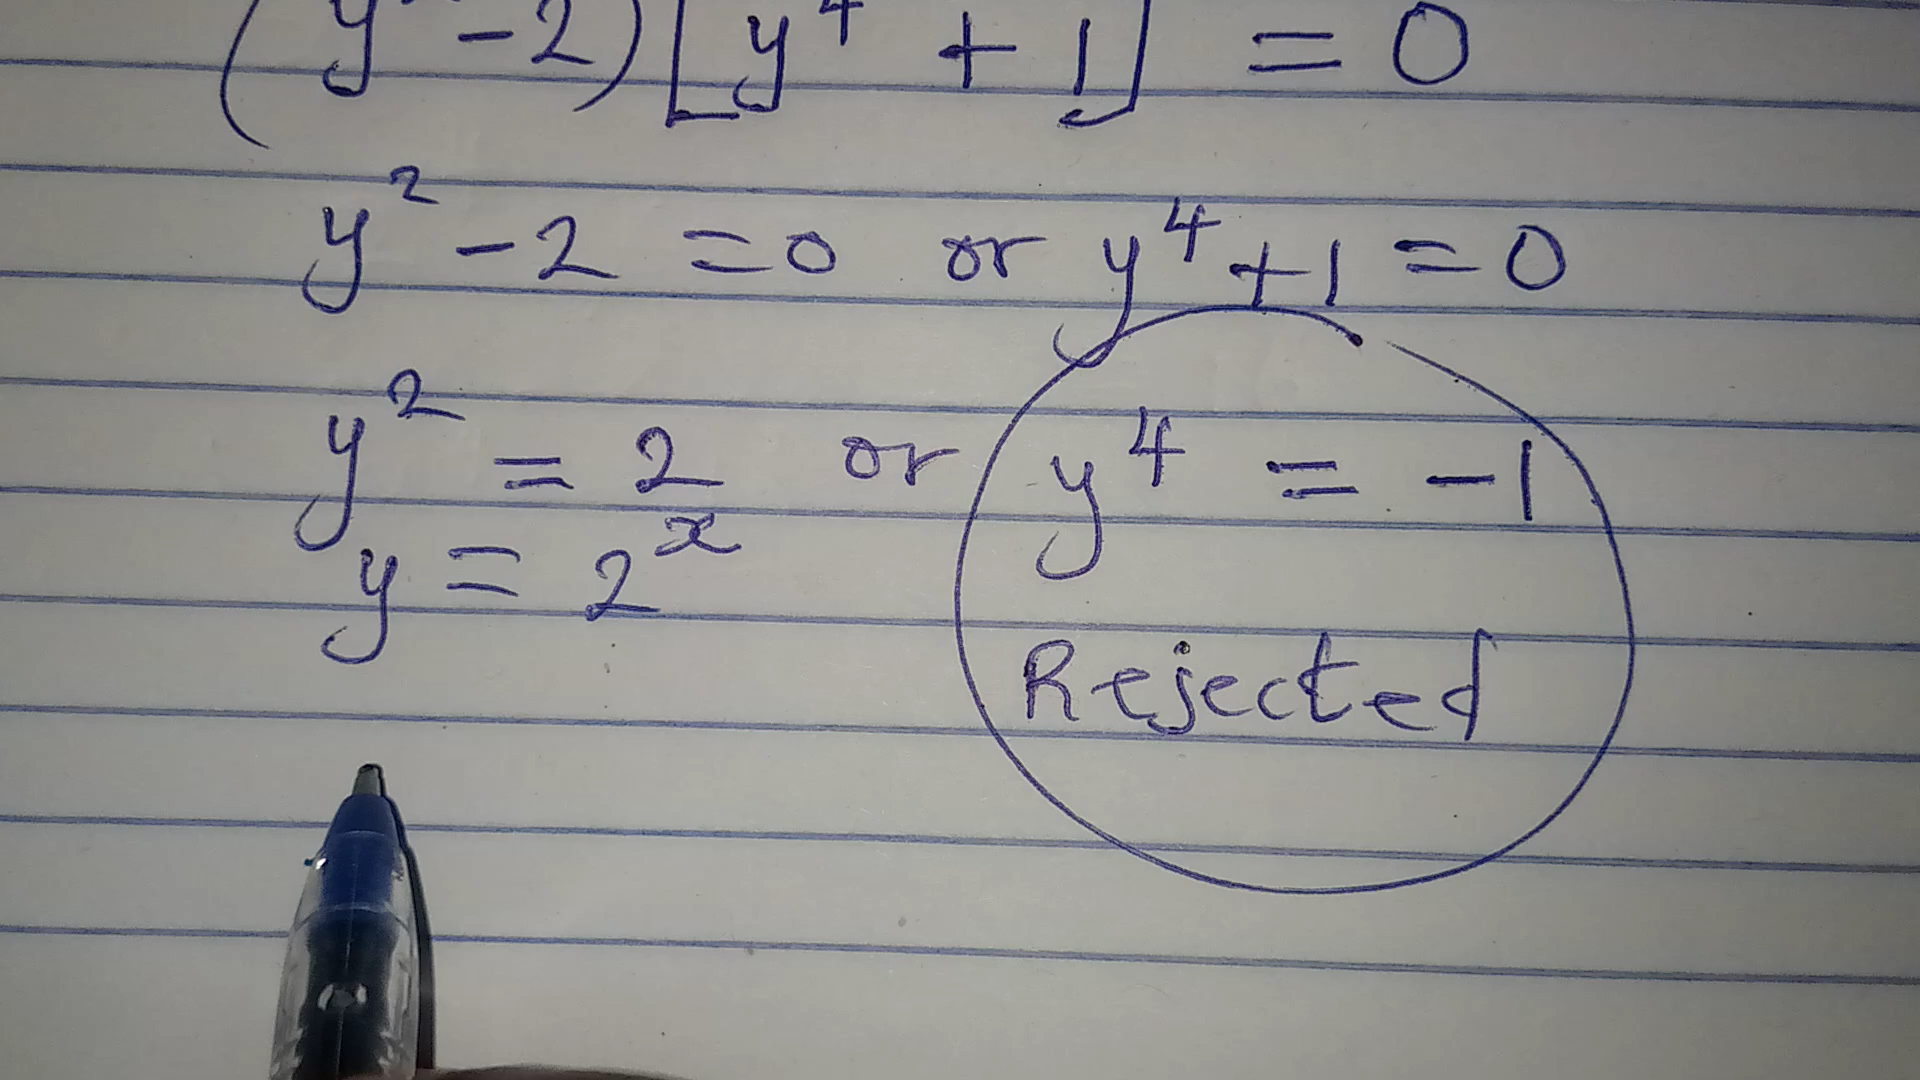 (y² - 2)[y⁴ + 1] = 0
y² - 2 = 0 or y⁴ + 1 = 0
y² = 2 or y⁴ = -1
y = 2ˣ
Rejected